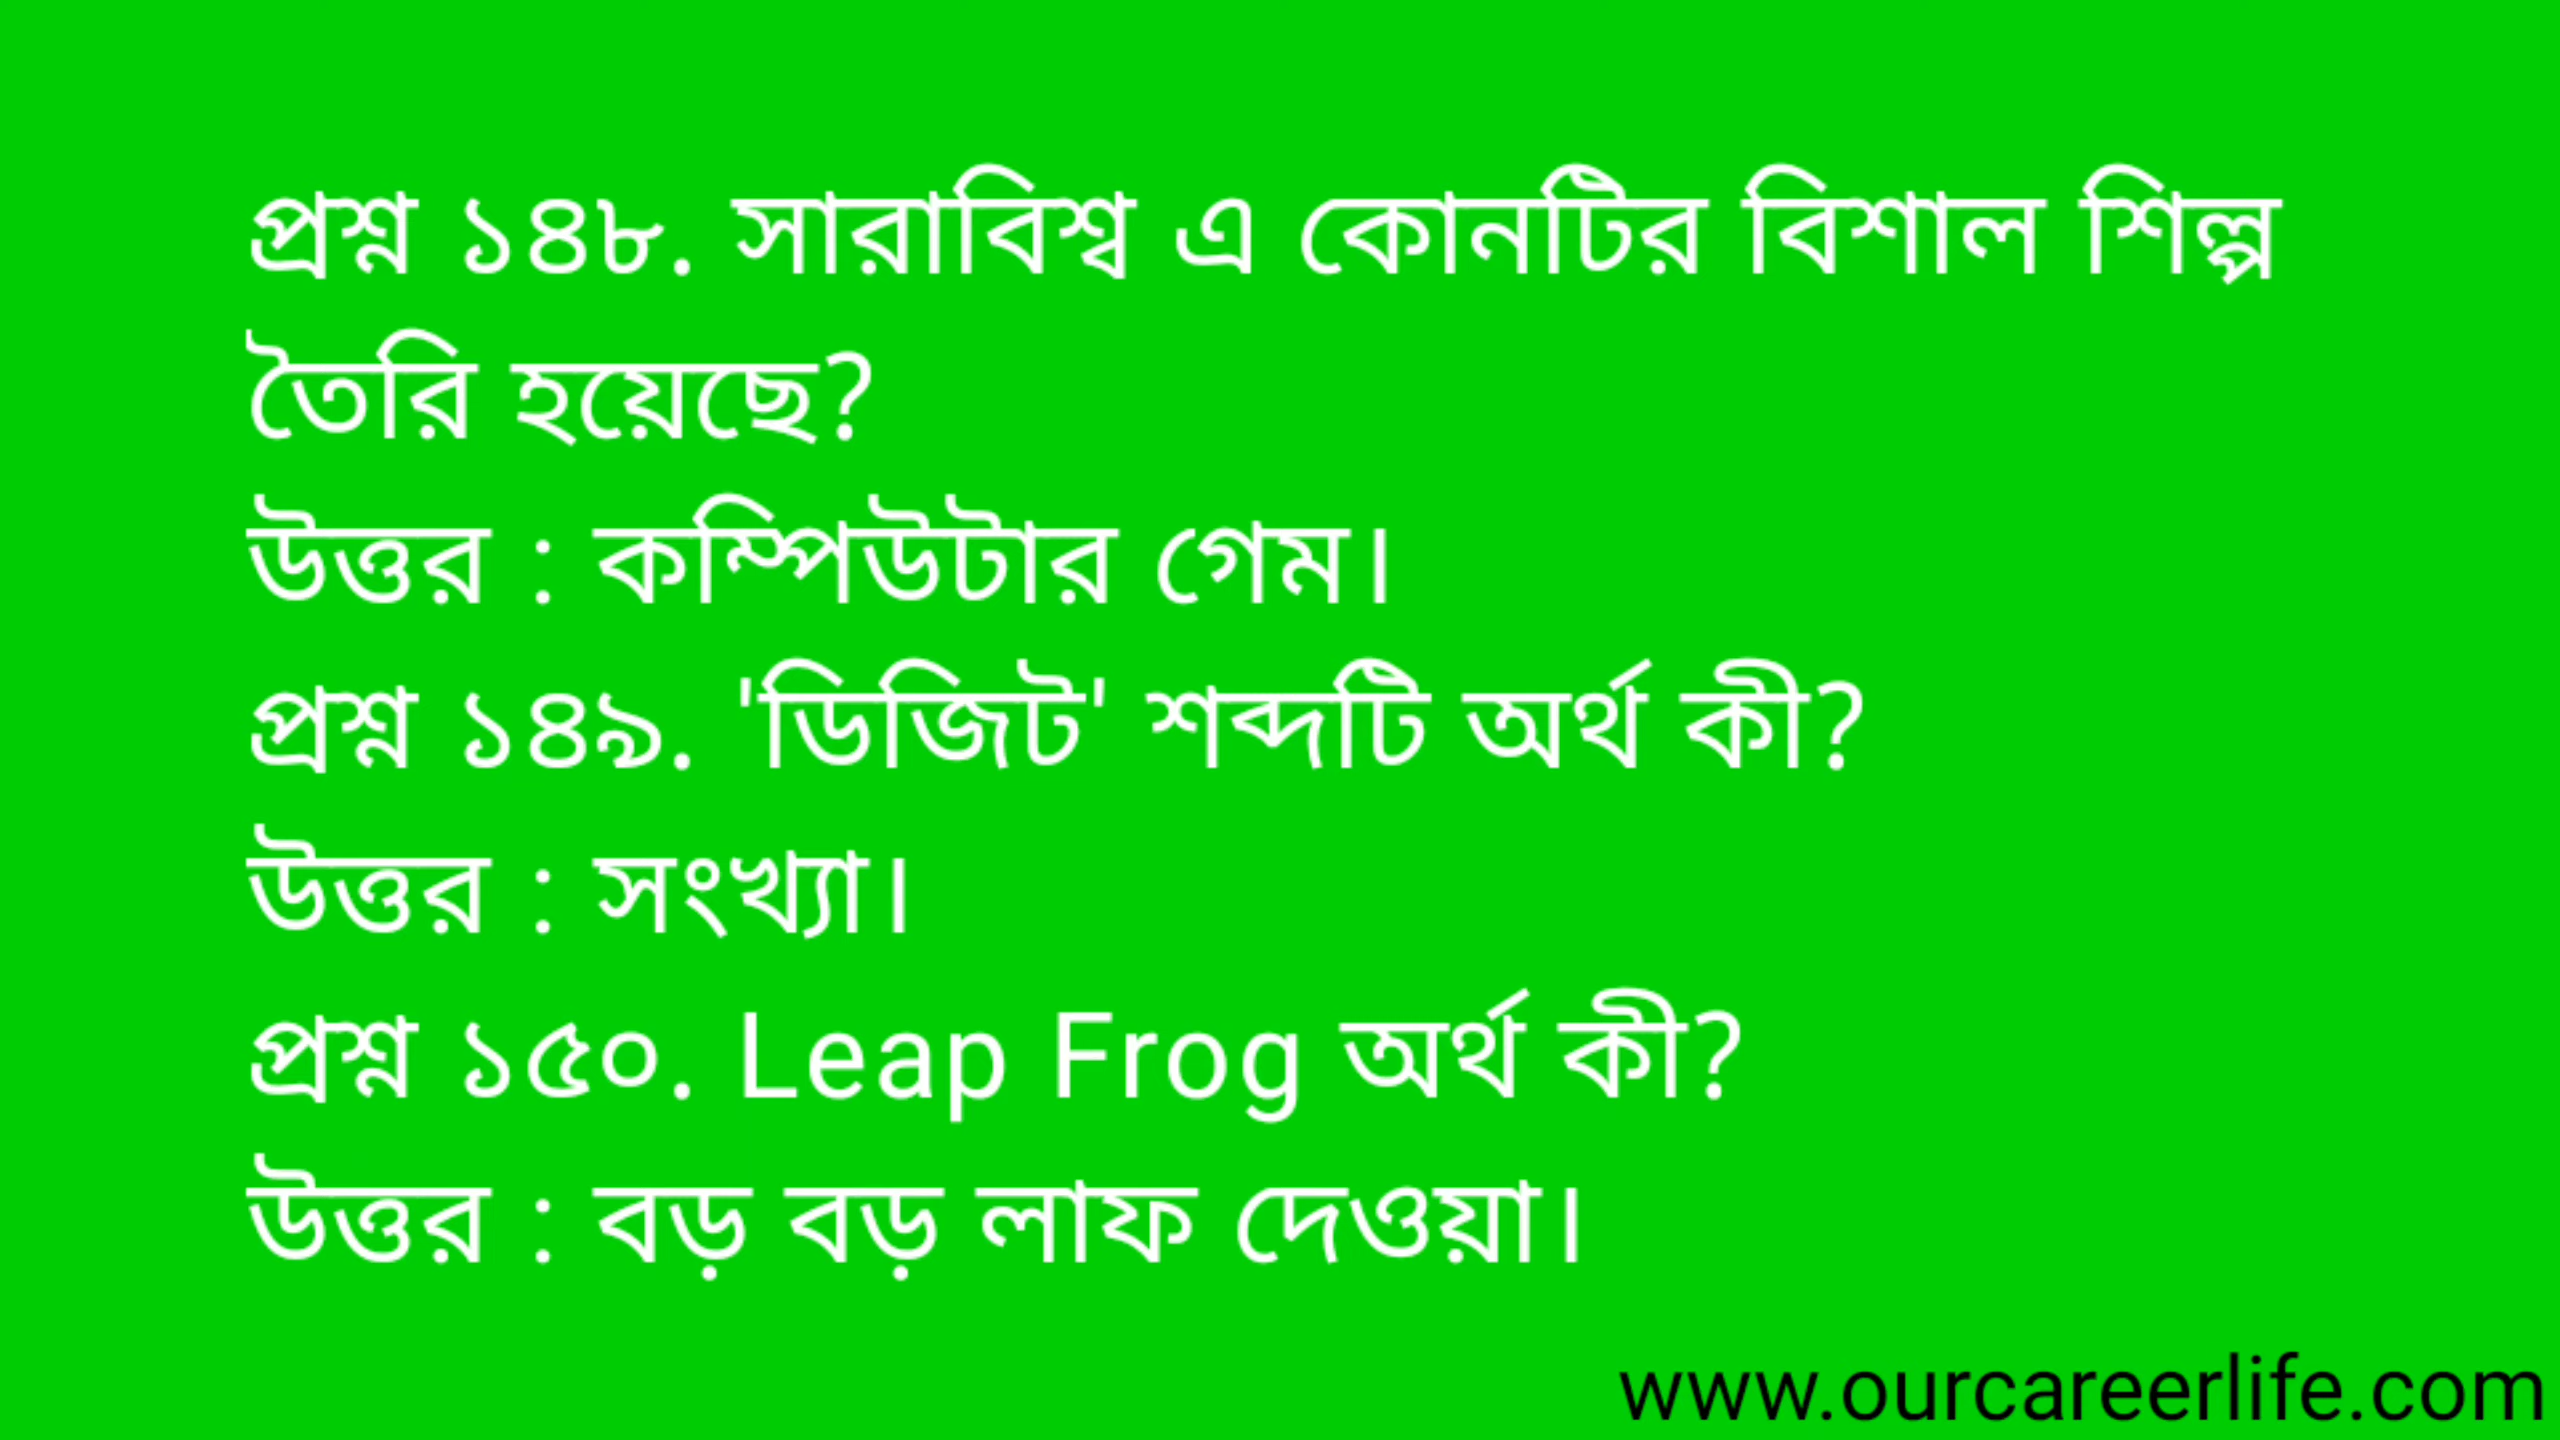 প্রশ্ন ১৪৮. সারাবিশ্ব এ কোনটির বিশাল শিল্প
তৈরি হয়েছে?
উত্তর : কম্পিউটার গেম।
প্রশ্ন ১৪৯. 'ডিজিট' শব্দটি অর্থ কী?
উত্তর : সংখ্যা।
প্রশ্ন ১৫০. Leap Frog অর্থ কী?
উত্তর : বড় বড় লাফ দেওয়া।
www.ourcareerlife.com